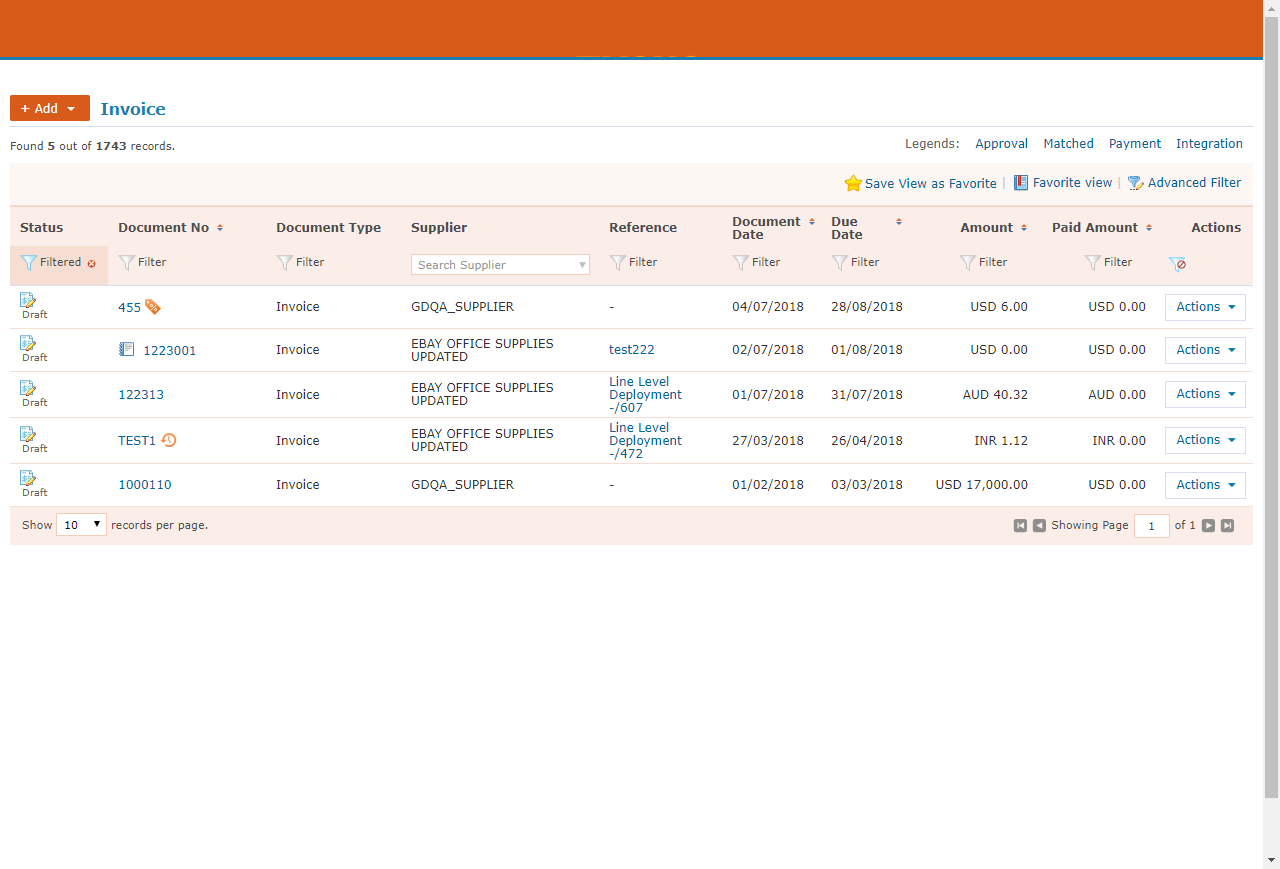 + Add
Invoice
Found 5 out of 1743 records.
Legends: Approval Matched Payment Integration
Save View as Favorite | Favorite view | Advanced Filter
Status Document No Document Type Supplier Reference Document Date Due Date Amount Paid Amount Actions
Filtered Filter Filter Search Supplier Filter Filter Filter Filter Filter
Draft 455 Invoice GDQA_SUPPLIER - 04/07/2018 28/08/2018 USD 6.00 USD 0.00 Actions
Draft 1223001 Invoice EBAY OFFICE SUPPLIES UPDATED test222 02/07/2018 01/08/2018 USD 0.00 USD 0.00 Actions
Draft 122313 Invoice EBAY OFFICE SUPPLIES UPDATED Line Level Deployment -/607 01/07/2018 31/07/2018 AUD 40.32 AUD 0.00 Actions
Draft TEST1 Invoice EBAY OFFICE SUPPLIES UPDATED Line Level Deployment -/472 27/03/2018 26/04/2018 INR 1.12 INR 0.00 Actions
Draft 1000110 Invoice GDQA_SUPPLIER - 01/02/2018 03/03/2018 USD 17,000.00 USD 0.00 Actions
Show 10 records per page. Showing Page 1 of 1